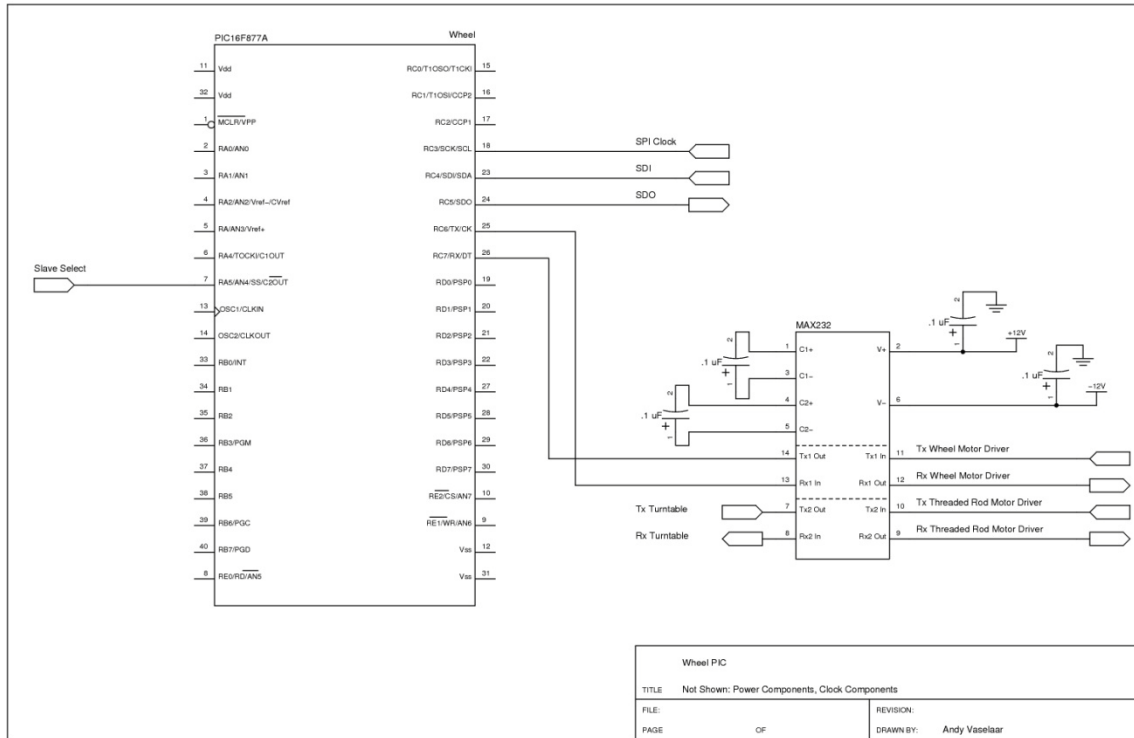 PIC16F877A
Wheel
11 Vdd
RC0/T1OSO/T1CKI 15
32 Vdd
RC1/T1OSI/CCP2 16
1 MCLR/VPP
RC2/CCP1 17
2 RA0/AN0
RC3/SCK/SCL 18
SPI Clock
3 RA1/AN1
RC4/SDI/SDA 23
SDI
4 RA2/AN2/Vref-/CVref
RC5/SDO 24
SDO
5 RA/AN3/Vref+
RC6/TX/CK 25
6 RA4/TOCKI/C1OUT
RC7/RX/DT 26
Slave Select
7 RA5/AN4/SS/C2OUT
RD0/PSP0 19
13 OSC1/CLKIN
RD1/PSP1 20
14 OSC2/CLKOUT
RD2/PSP2 21
33 RB0/INT
RD3/PSP3 22
34 RB1
RD4/PSP4 27
35 RB2
RD5/PSP5 28
36 RB3/PGM
RD6/PSP6 29
37 RB4
RD7/PSP7 30
38 RB5
RE2/CS/AN7 10
39 RB6/PGC
RE1/WR/AN6 9
40 RB7/PGD
Vss 12
8 RE0/RD/AN5
Vss 31
MAX232
2
.1 uF
+
1
+12V
2
.1 uF
+
1
-12V
2
.1 uF
+
1
2
.1 uF
+
1
1 C1+
V+ 2
3 C1-
4 C2+
V- 6
5 C2-
14 Tx1 Out
Tx1 In 11
Tx Wheel Motor Driver
13 Rx1 In
Rx1 Out 12
Rx Wheel Motor Driver
Tx Turntable
7 Tx2 Out
Tx2 In 10
Tx Threaded Rod Motor Driver
Rx Turntable
8 Rx2 In
Rx2 Out 9
Rx Threaded Rod Motor Driver
Wheel PIC
TITLE Not Shown: Power Components, Clock Components
FILE:
REVISION:
PAGE OF
DRAWN BY: Andy Vaselaar